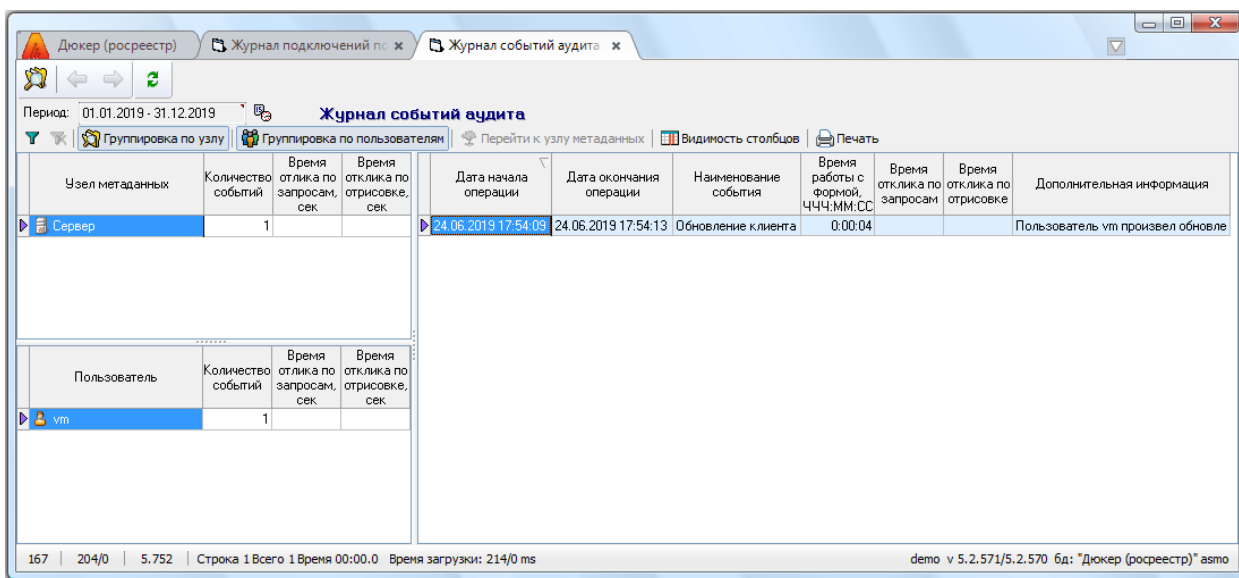 Дюкер (росреестр) Журнал подключений по Журнал событий аудита
Период: 01.01.2019 - 31.12.2019 Журнал событий аудита
Группировка по узлу Группировка по пользователям Перейти к узлу метаданных Видимость столбцов Печать
Узел метаданных Количество событий Время отлика по запросам, сек Время отклика по отрисовке, сек
Сервер 1
Дата начала операции Дата окончания операции Наименование события Время работы с формой, ЧЧЧ:ММ:СС Время отклика по запросам Время отклика по отрисовке Дополнительная информация
24.06.2019 17:54:09 24.06.2019 17:54:13 Обновление клиента 0:00:04 Пользователь vm произвел обновле
Пользователь Количество событий Время отлика по запросам, сек Время отклика по отрисовке, сек
vm 1
167 204/0 5.752 Строка 1 Всего 1 Время 00:00.0 Время загрузки: 214/0 ms demo v 5.2.571/5.2.570 бд: "Дюкер (росреестр)" asmo